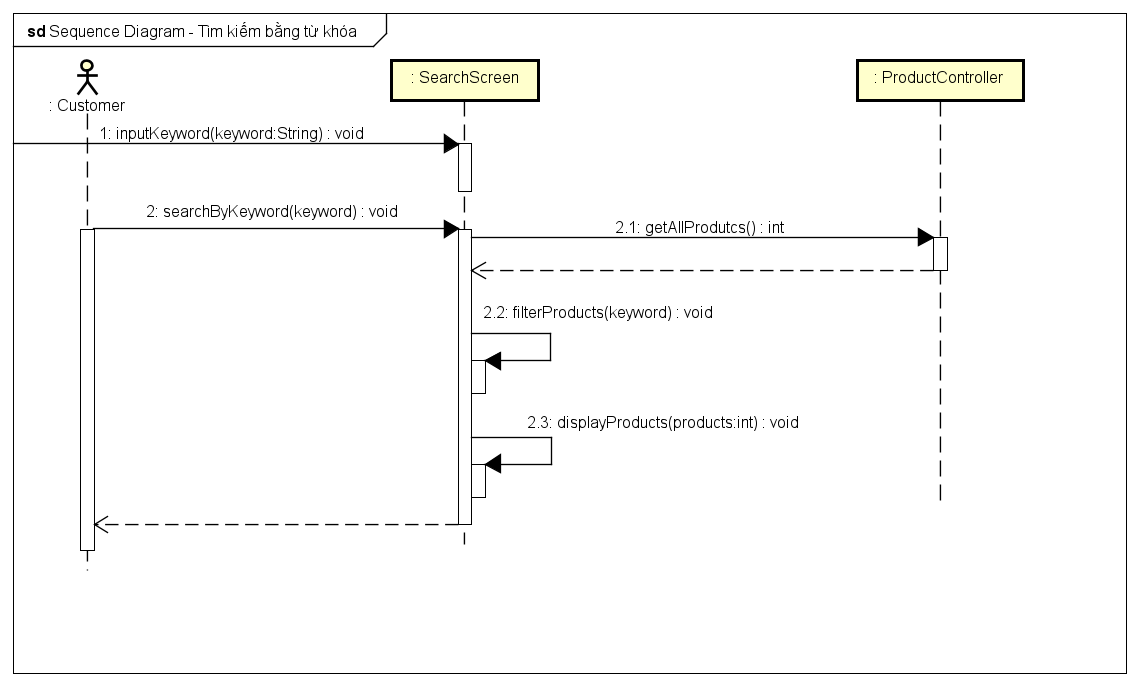 sd Sequence Diagram - Tìm kiếm bằng từ khóa
: Customer
: SearchScreen
: ProductController
1: inputKeyword(keyword:String) : void
2: searchByKeyword(keyword) : void
2.1: getAllProdutcs() : int
2.2: filterProducts(keyword) : void
2.3: displayProducts(products:int) : void